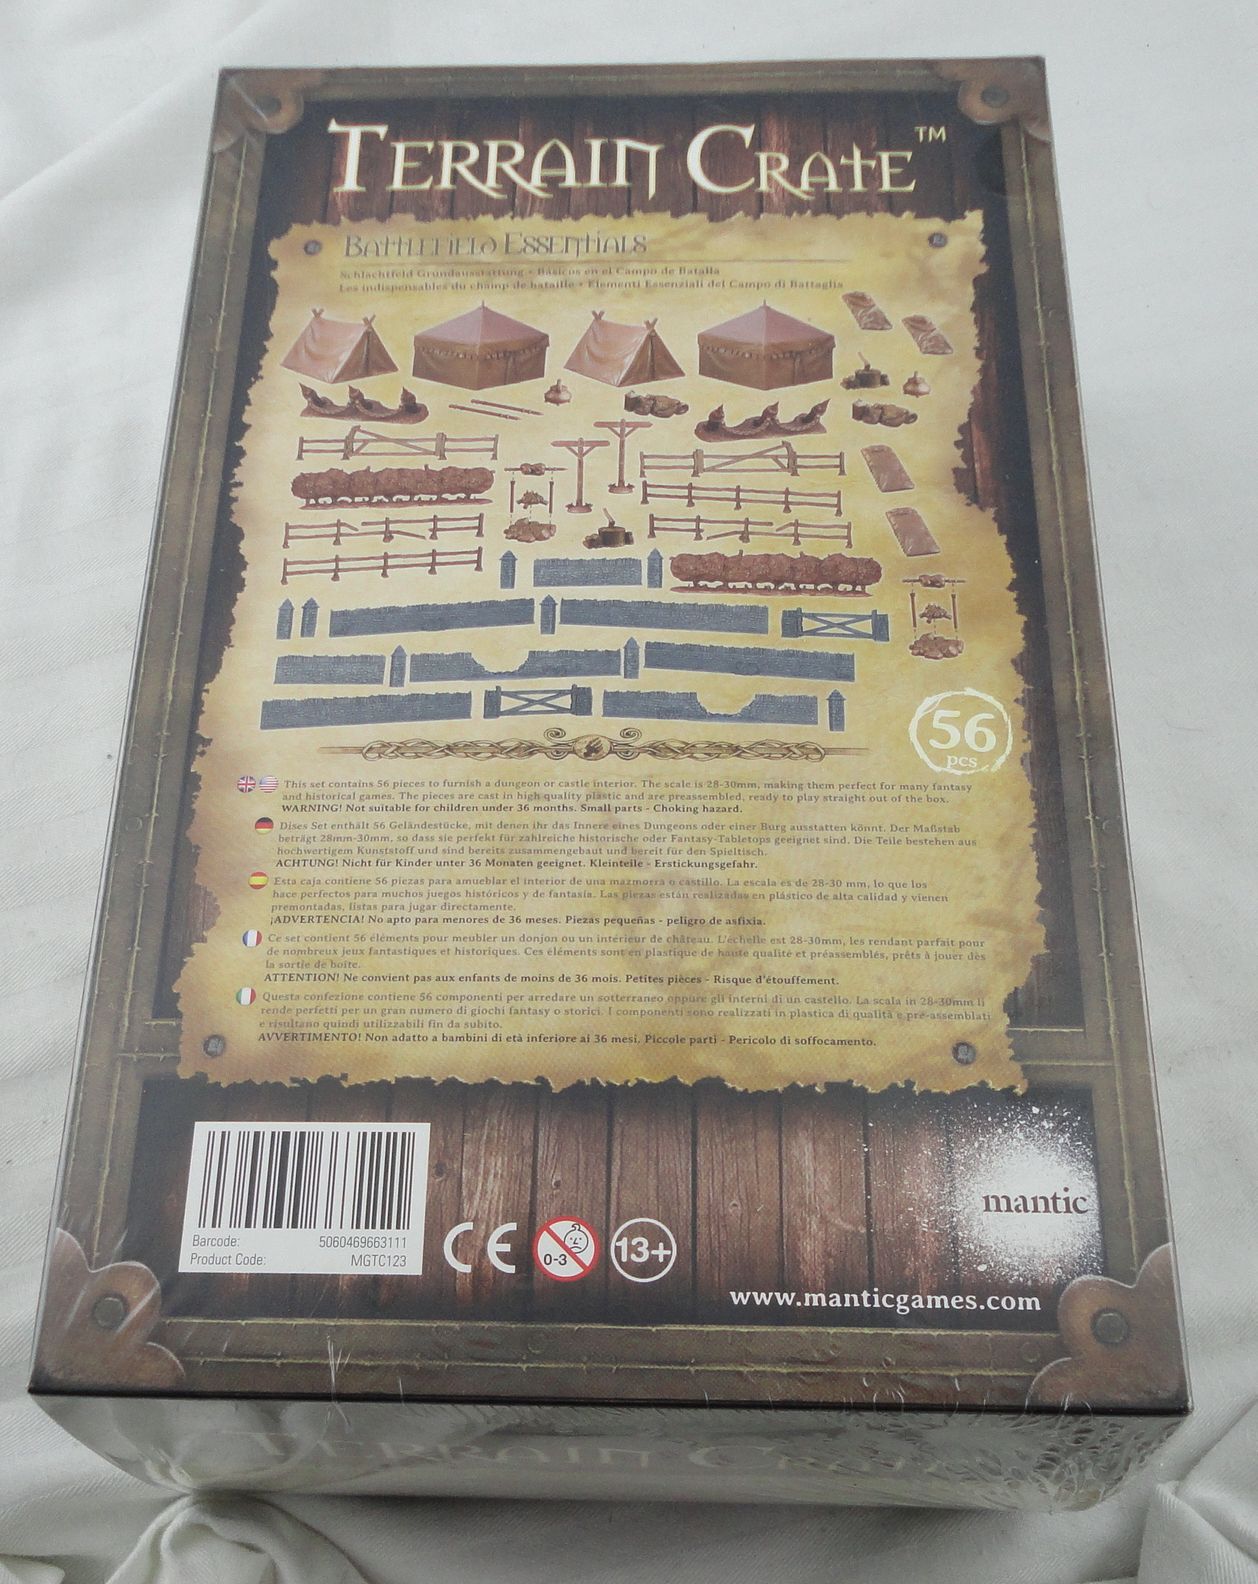 TERRAIN CRATE™
BATTLEFIELD ESSENTIALS
Schlachtfeld Grundausstattung • Básicos en el Campo de Batalla
Les indispensables du champ de bataille • Elementi Essenziali del Campo di Battaglia
56
pcs
This set contains 56 pieces to furnish a dungeon or castle interior. The scale is 28-30mm, making them perfect for many fantasy
and historical games. The pieces are cast in high quality plastic and are preassembled, ready to play straight out of the box.
WARNING! Not suitable for children under 36 months. Small parts - Choking hazard.
Dises Set enthält 56 Geländestücke, mit denen ihr das Innere eines Dungeons oder einer Burg ausstatten könnt. Der Maßstab
beträgt 28mm-30mm, so dass sie perfekt für zahlreiche historische oder Fantasy-Tabletops geeignet sind. Die Teile bestehen aus
hochwertigem Kunststoff und sind bereits zusammengebaut und bereit für den Spieltisch.
ACHTUNG! Nicht für Kinder unter 36 Monaten geeignet. Kleinteile - Erstickungsgefahr.
Esta caja contiene 56 piezas para amueblar el interior de una mazmorra o castillo. La escala es de 28-30 mm, lo que los
hace perfectos para muchos juegos históricos y de fantasía. Las piezas están realizadas en plástico de alta calidad y vienen
premontadas, listas para jugar directamente.
¡ADVERTENCIA! No apto para menores de 36 meses. Piezas pequeñas - peligro de asfixia.
Ce set contient 56 éléments pour meubler un donjon ou un intérieur de château. L'échelle est 28-30mm, les rendant parfait pour
de nombreux jeux fantastiques et historiques. Ces éléments sont en plastique de haute qualité et préassemblés, prêts à jouer dès
la sortie de boîte.
ATTENTION! Ne convient pas aux enfants de moins de 36 mois. Petites pièces - Risque d'étouffement.
Questa confezione contiene 56 componenti per arredare un sotterraneo oppure gli interni di un castello. La scala in 28-30mm li
rende perfetti per un gran numero di giochi fantasy o storici. I componenti sono realizzati in plastica di qualità e pre-assemblati
e risultano quindi utilizzabili fin da subito.
AVVERTIMENTO! Non adatto a bambini di età inferiore ai 36 mesi. Piccole parti - Pericolo di soffocamento.
mantic
Barcode: 5060469663111
Product Code: MGTC123
CE
0-3
13+
www.manticgames.com
TERRAIN CRATE